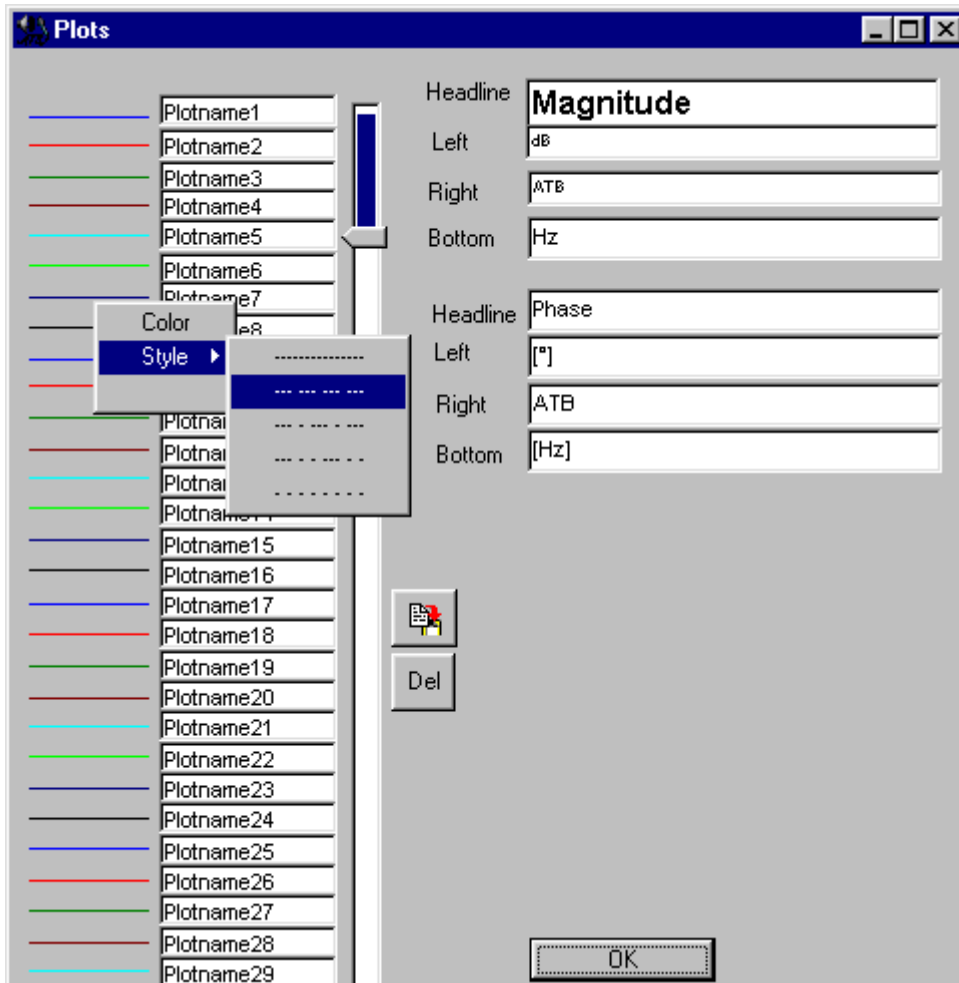 Plots
Plotname1
Plotname2
Plotname3
Plotname4
Plotname5
Plotname6
Plotname7
Color
Style
Plotname15
Plotname16
Plotname17
Plotname18
Plotname19
Plotname20
Plotname21
Plotname22
Plotname23
Plotname24
Plotname25
Plotname26
Plotname27
Plotname28
Plotname29
Headline Magnitude
Left dB
Right ATB
Bottom Hz
Headline Phase
Left [°]
Right ATB
Bottom [Hz]
Del
OK